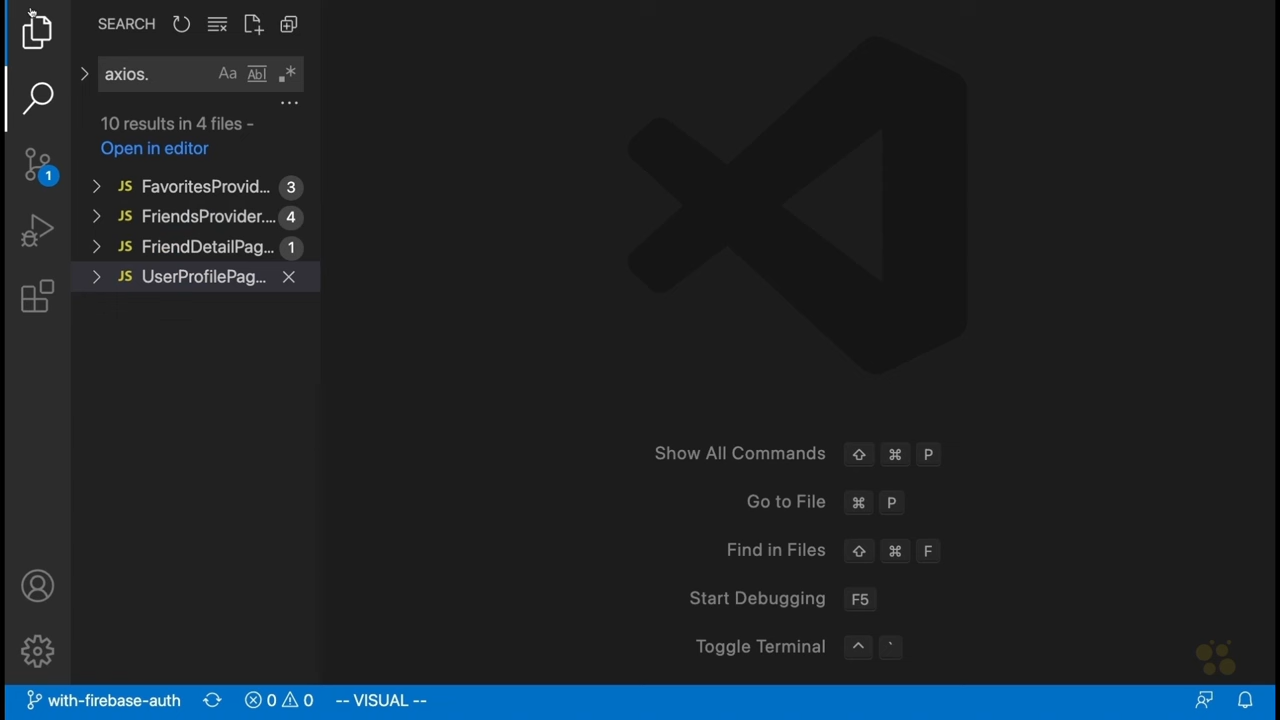 SEARCH
axios.
Aa Abl .*
...
10 results in 4 files -
Open in editor
JS FavoritesProvid... 3
JS FriendsProvider.... 4
JS FriendDetailPag... 1
JS UserProfilePag...
1
Show All Commands ⇧ ⌘ P
Go to File ⌘ P
Find in Files ⇧ ⌘ F
Start Debugging F5
Toggle Terminal ^ `
with-firebase-auth 0 0 -- VISUAL --